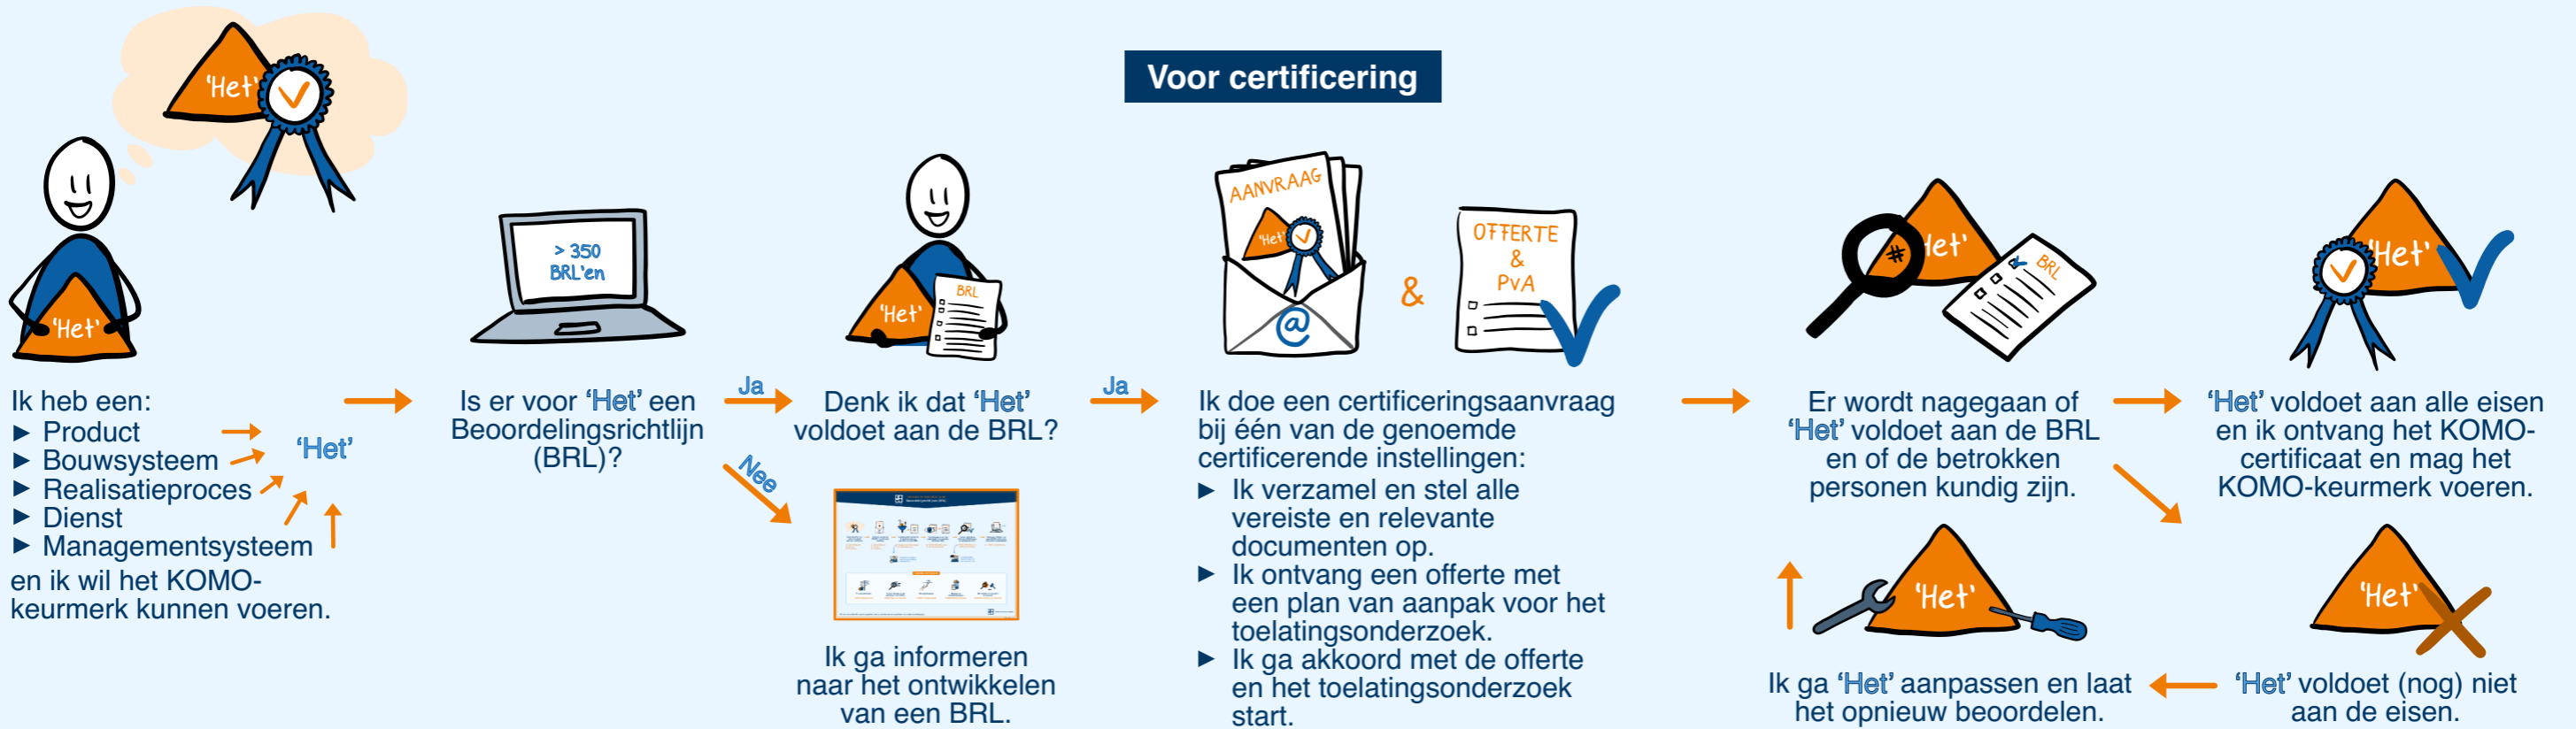 Voor certificering
'Het'
'Het'
Ik heb een:
► Product
► Bouwsysteem
► Realisatieproces
► Dienst
► Managementsysteem
'Het'
en ik wil het KOMO-
keurmerk kunnen voeren.
> 350
BRL'en
Is er voor 'Het' een
Beoordelingsrichtlijn
(BRL)?
Ja
Nee
'Het'
BRL
Denk ik dat 'Het'
voldoet aan de BRL?
Ik ga informeren
naar het ontwikkelen
van een BRL.
Ja
AANVRAAG
'Het'
@
&
OFFERTE
&
PvA
Ik doe een certificeringsaanvraag
bij één van de genoemde
certificerende instellingen:
► Ik verzamel en stel alle
vereiste en relevante
documenten op.
► Ik ontvang een offerte met
een plan van aanpak voor het
toelatingsonderzoek.
► Ik ga akkoord met de offerte
en het toelatingsonderzoek
start.
#
Het'
BRL
Er wordt nagegaan of
'Het' voldoet aan de BRL
en of de betrokken
personen kundig zijn.
'Het'
'Het' voldoet aan alle eisen
en ik ontvang het KOMO-
certificaat en mag het
KOMO-keurmerk voeren.
'Het'
'Het' voldoet (nog) niet
aan de eisen.
'Het'
Ik ga 'Het' aanpassen en laat
het opnieuw beoordelen.